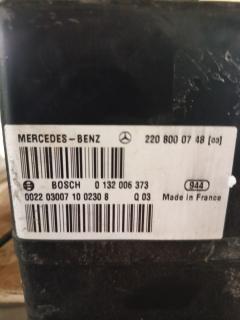 MERCEDES-BENZ 220 800 07 48 [00]
BOSCH 0 132 006 373 944
0022 03007 10 0230 8 Q 03 Made in France